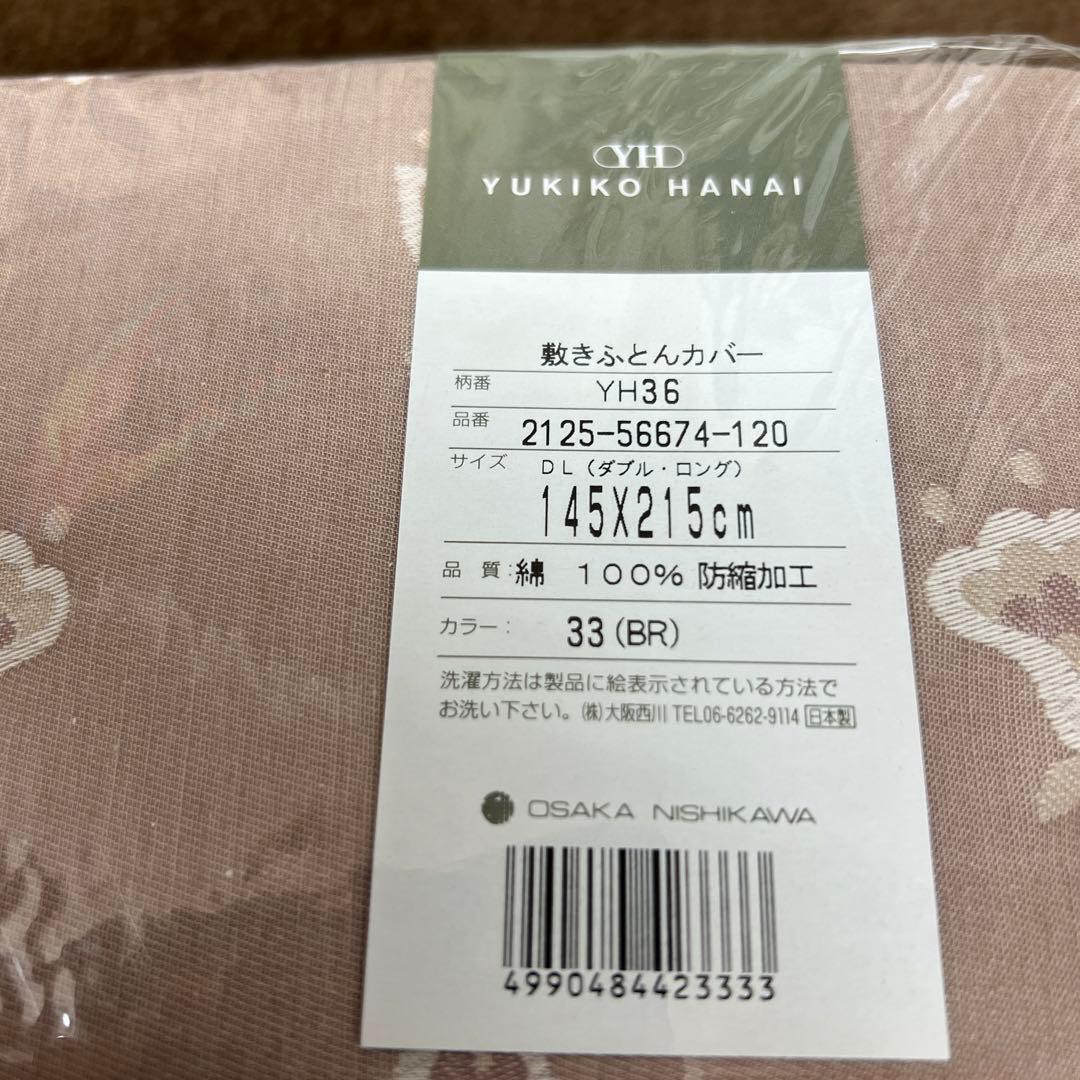 YH
YUKIKO HANAI
敷きふとんカバー
柄番 YH36
品番 2125-56674-120
サイズ DL(ダブル・ロング)
145X215cm
品 質:綿 100% 防縮加工
カラー: 33(BR)
洗濯方法は製品に絵表示されている方法で
お洗い下さい。(株)大阪西川 TEL06-6262-9114 日本製
OSAKA NISHIKAWA
4990484423333